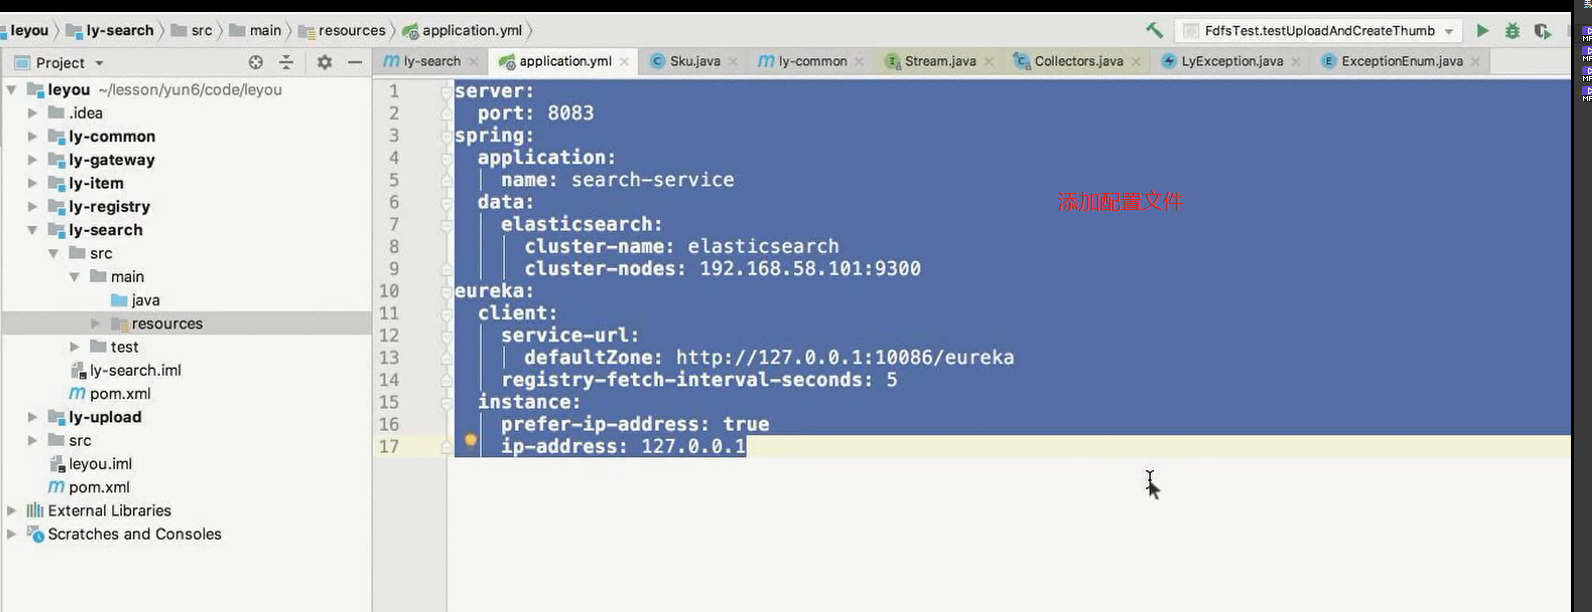 leyou ly-search src main resources application.yml FdfsTest.testUploadAndCreateThumb
Project ly-search application.yml Sku.java ly-common Stream.java Collectors.java LyException.java ExceptionEnum.java
leyou ~/lesson/yun6/code/leyou
.idea
ly-common
ly-gateway
ly-item
ly-registry
ly-search
src
main
java
resources
test
ly-search.iml
pom.xml
ly-upload
src
leyou.iml
pom.xml
External Libraries
Scratches and Consoles
1 server:
2 port: 8083
3 spring:
4 application:
5 name: search-service
6 data:
7 elasticsearch:
8 cluster-name: elasticsearch
9 cluster-nodes: 192.168.58.101:9300
10 eureka:
11 client:
12 service-url:
13 defaultZone: http://127.0.0.1:10086/eureka
14 registry-fetch-interval-seconds: 5
15 instance:
16 prefer-ip-address: true
17 ip-address: 127.0.0.1
添加配置文件